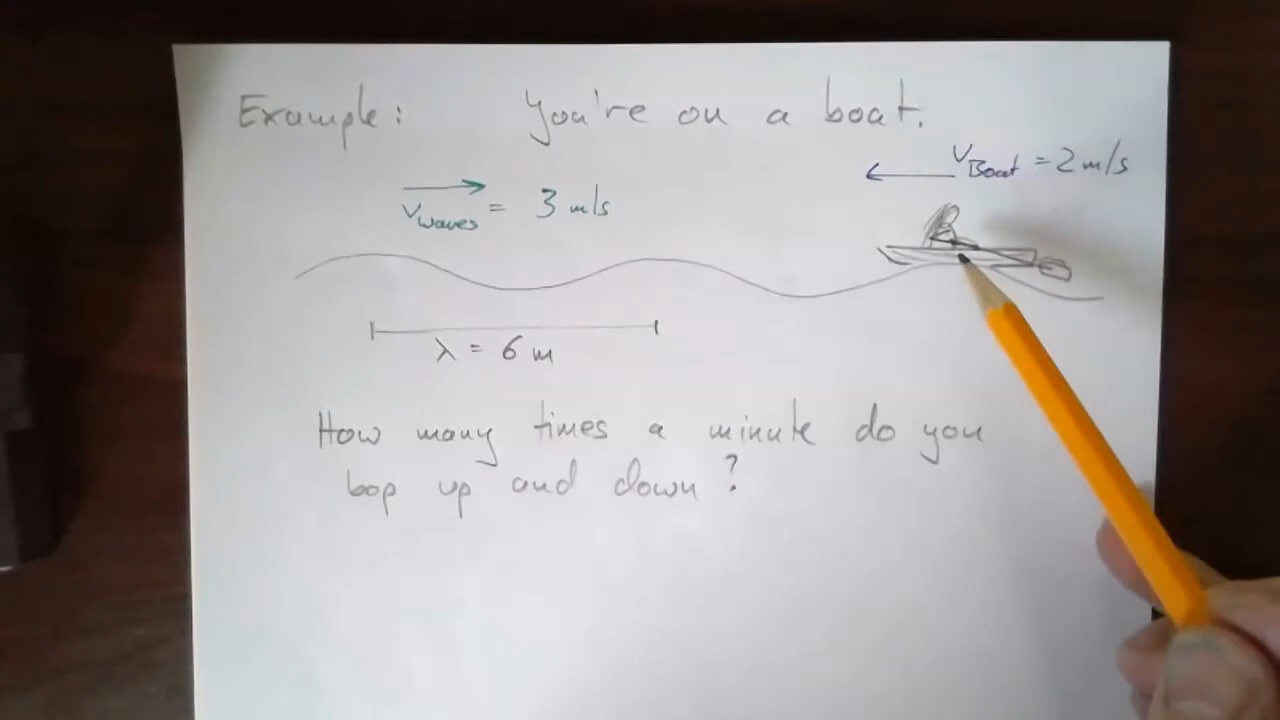 Example: You're on a boat.
v_Boat = 2 m/s
v_waves = 3 m/s
λ = 6 m
How many times a minute do you
bop up and down?